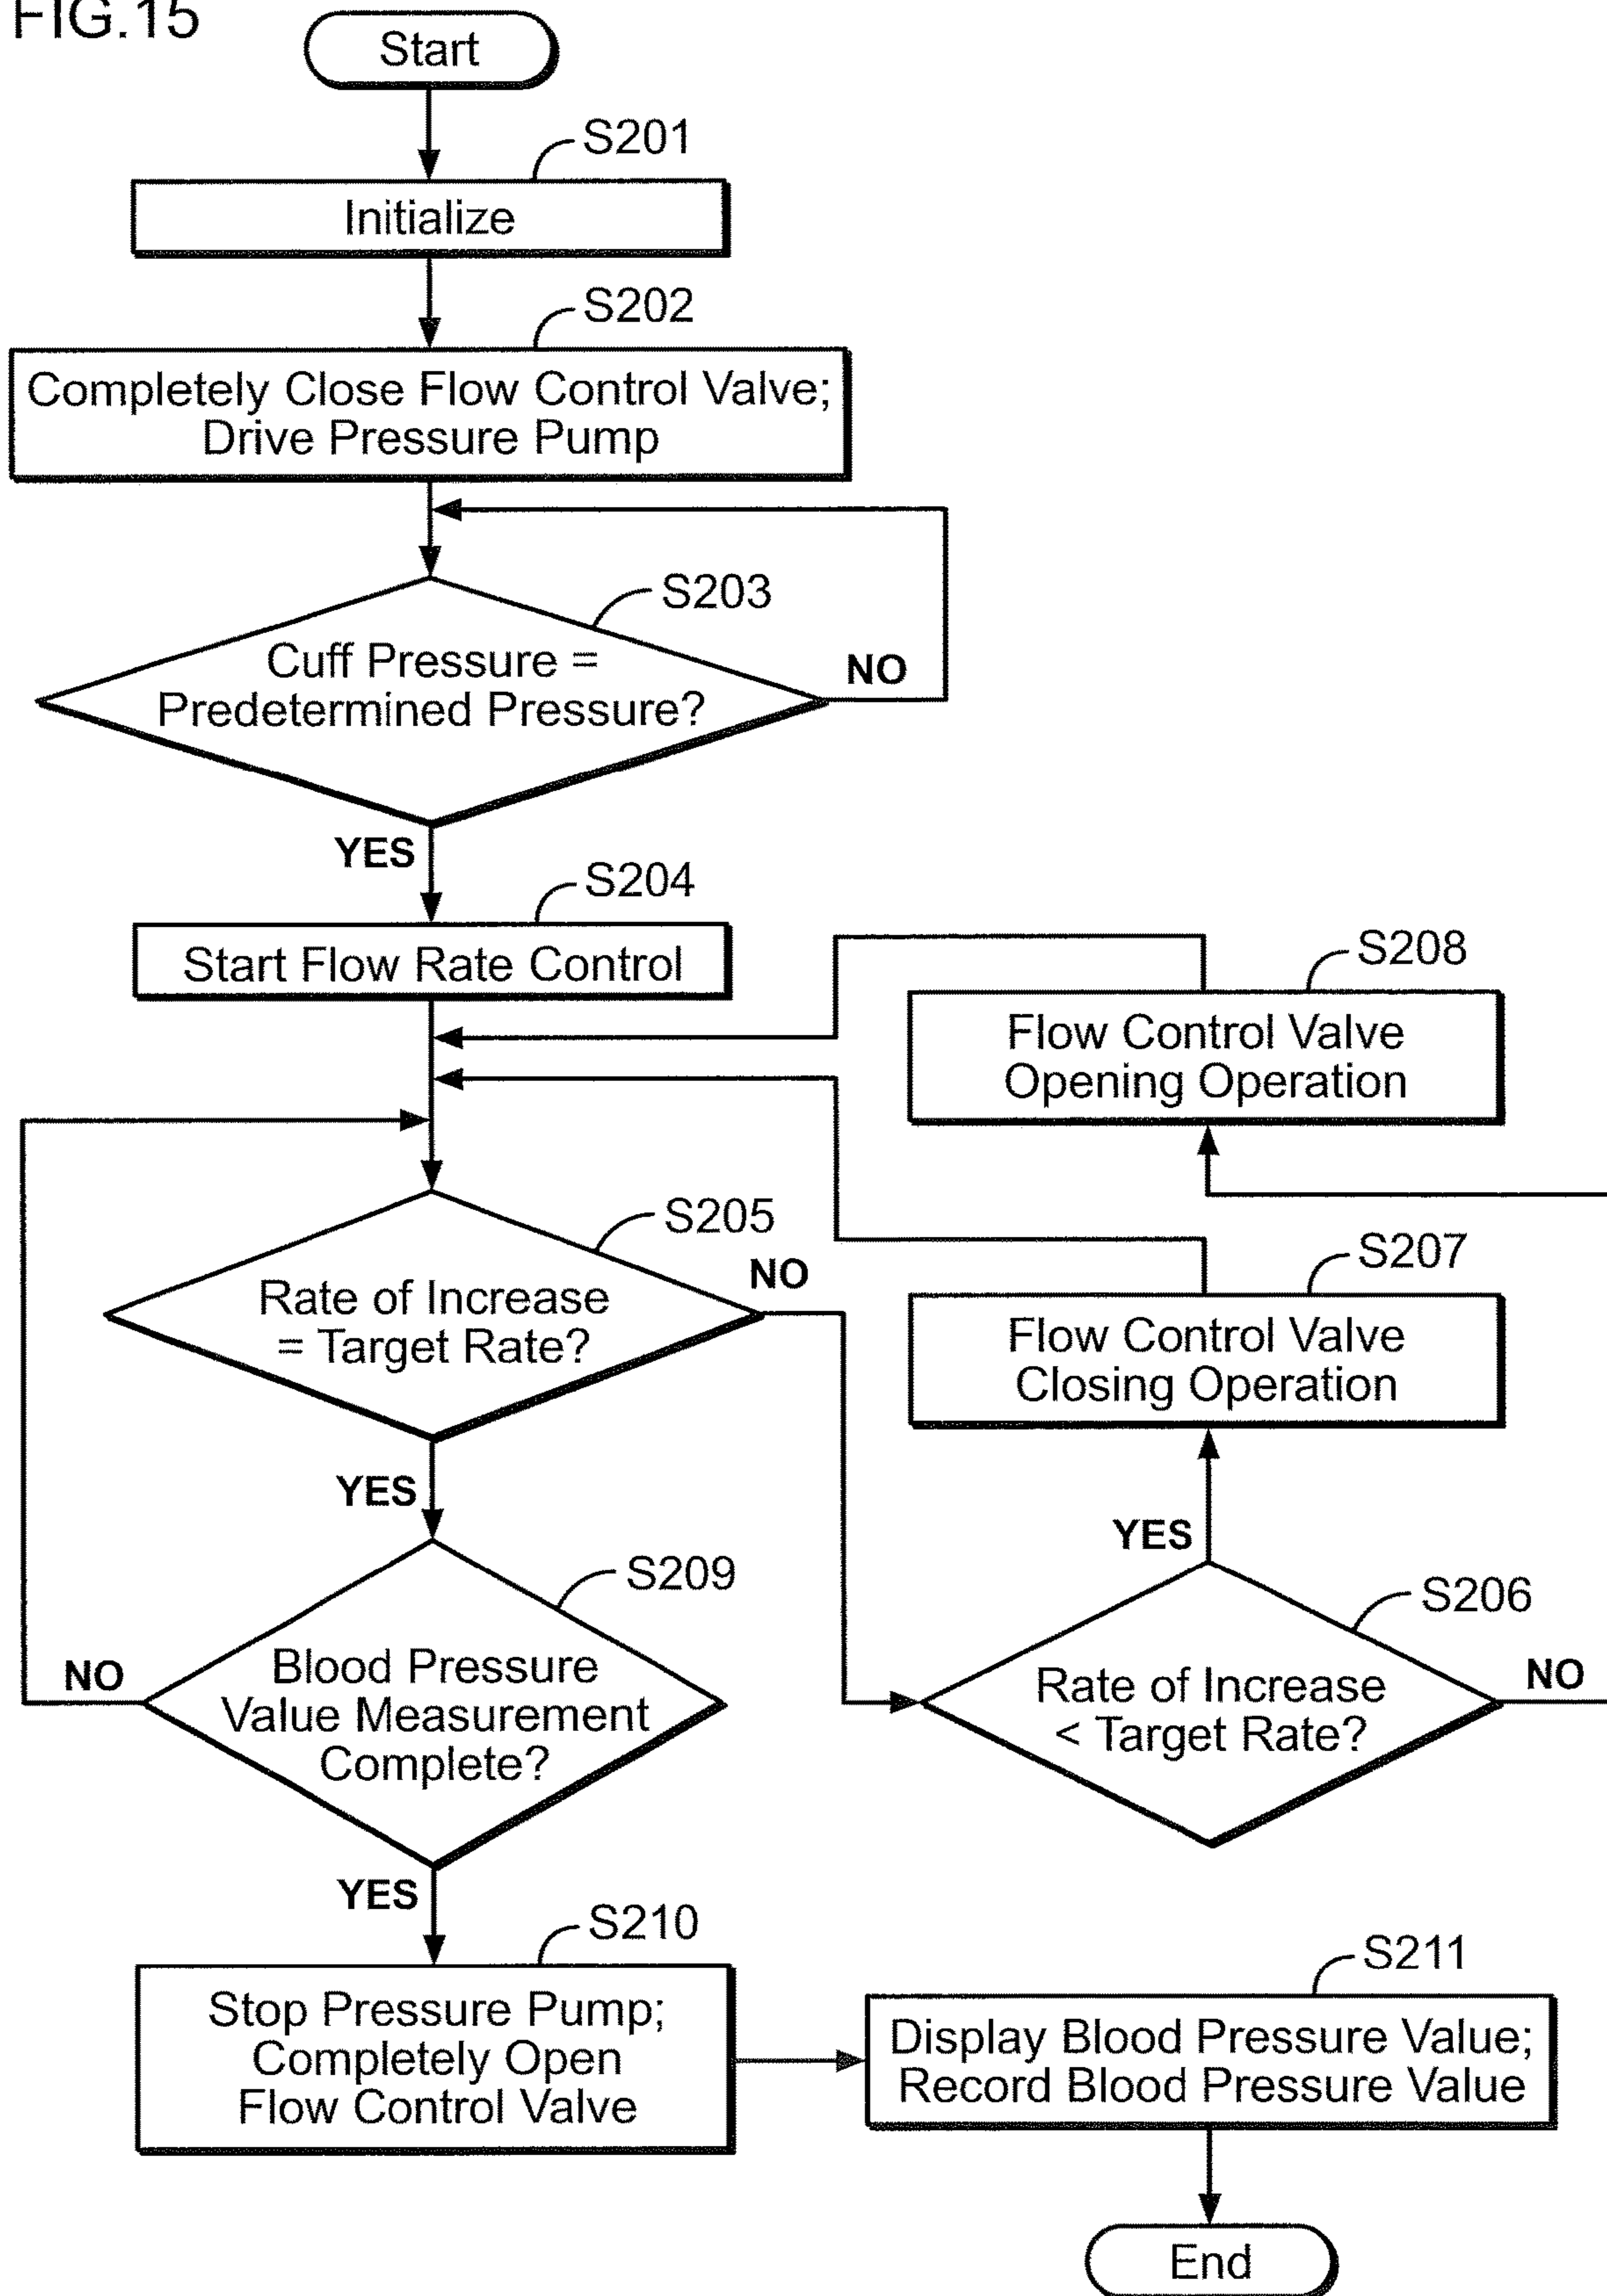 FIG.15
Start
S201
Initialize
S202
Completely Close Flow Control Valve;
Drive Pressure Pump
S203
Cuff Pressure =
Predetermined Pressure?
NO
YES
S204
Start Flow Rate Control
S208
Flow Control Valve
Opening Operation
S205
Rate of Increase
= Target Rate?
NO
YES
S207
Flow Control Valve
Closing Operation
YES
S206
Rate of Increase
< Target Rate?
NO
S209
Blood Pressure
Value Measurement
Complete?
NO
YES
S210
Stop Pressure Pump;
Completely Open
Flow Control Valve
S211
Display Blood Pressure Value;
Record Blood Pressure Value
End